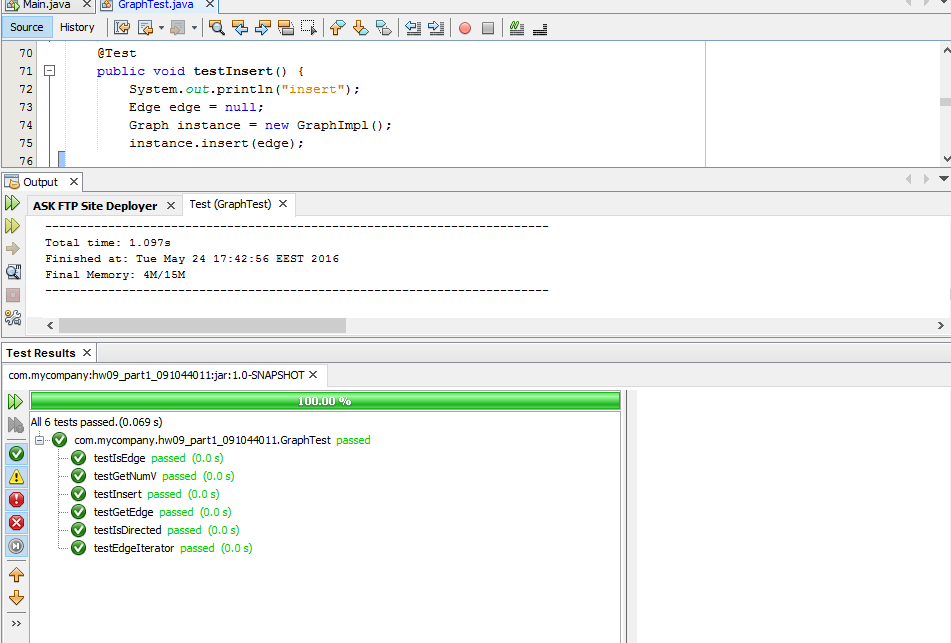 Main.java GraphTest.java
Source History
70 @Test
71 public void testInsert() {
72 System.out.println("insert");
73 Edge edge = null;
74 Graph instance = new GraphImpl();
75 instance.insert(edge);
76
Output
ASK FTP Site Deployer Test (GraphTest)
------------------------------------------------------------------------
Total time: 1.097s
Finished at: Tue May 24 17:42:56 EEST 2016
Final Memory: 4M/15M
------------------------------------------------------------------------
Test Results
com.mycompany:hw09_part1_091044011:jar:1.0-SNAPSHOT
100.00 %
All 6 tests passed.(0.069 s)
com.mycompany.hw09_part1_091044011.GraphTest passed
testIsEdge passed (0.0 s)
testGetNumV passed (0.0 s)
testInsert passed (0.0 s)
testGetEdge passed (0.0 s)
testIsDirected passed (0.0 s)
testEdgeIterator passed (0.0 s)